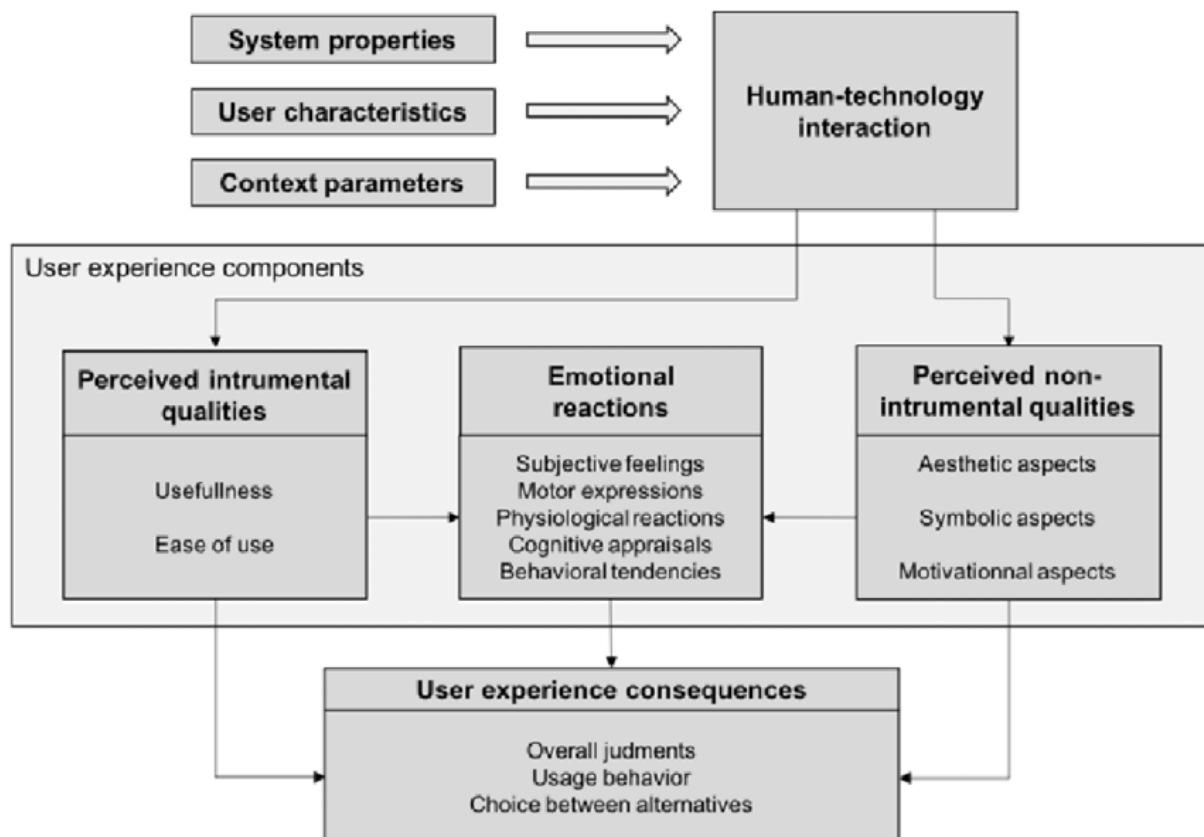 System properties
User characteristics
Context parameters
Human-technology
interaction
User experience components
Perceived intrumental
qualities
Usefullness
Ease of use
Emotional
reactions
Subjective feelings
Motor expressions
Physiological reactions
Cognitive appraisals
Behavioral tendencies
Perceived non-
intrumental qualities
Aesthetic aspects
Symbolic aspects
Motivationnal aspects
User experience consequences
Overall judments
Usage behavior
Choice between alternatives